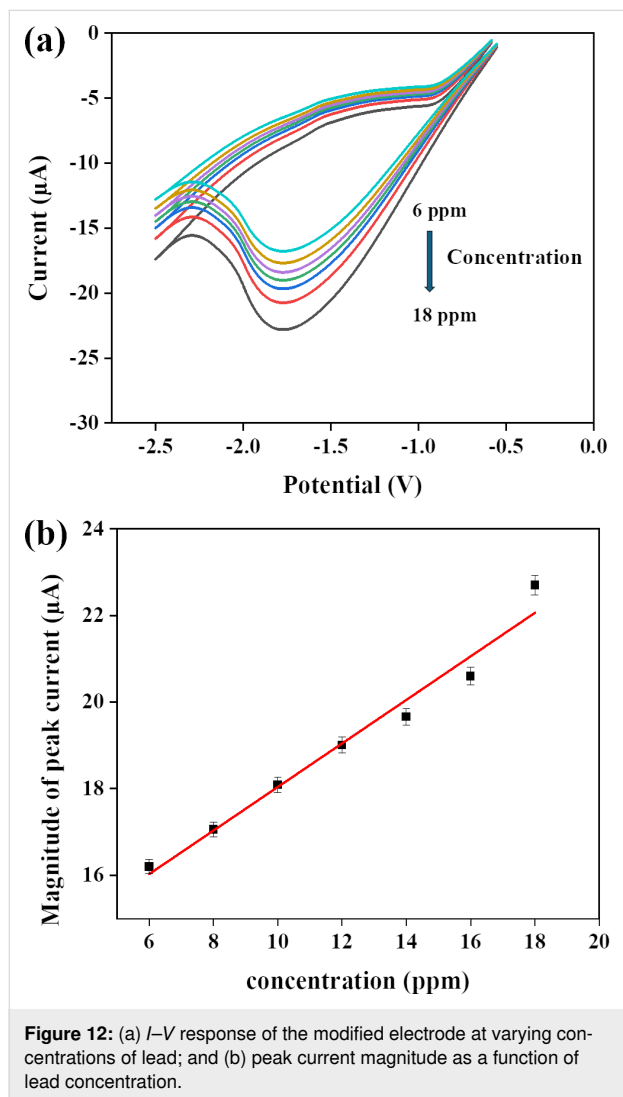 (a)
0
-5
-10
-15
-20
-25
-30
Current (µA)
6 ppm
Concentration
18 ppm
-2.5 -2.0 -1.5 -1.0 -0.5 0.0
Potential (V)
(b)
24
22
20
18
16
Magnitude of peak current (µA)
6 8 10 12 14 16 18 20
concentration (ppm)
Figure 12: (a) I–V response of the modified electrode at varying con-
centrations of lead; and (b) peak current magnitude as a function of
lead concentration.